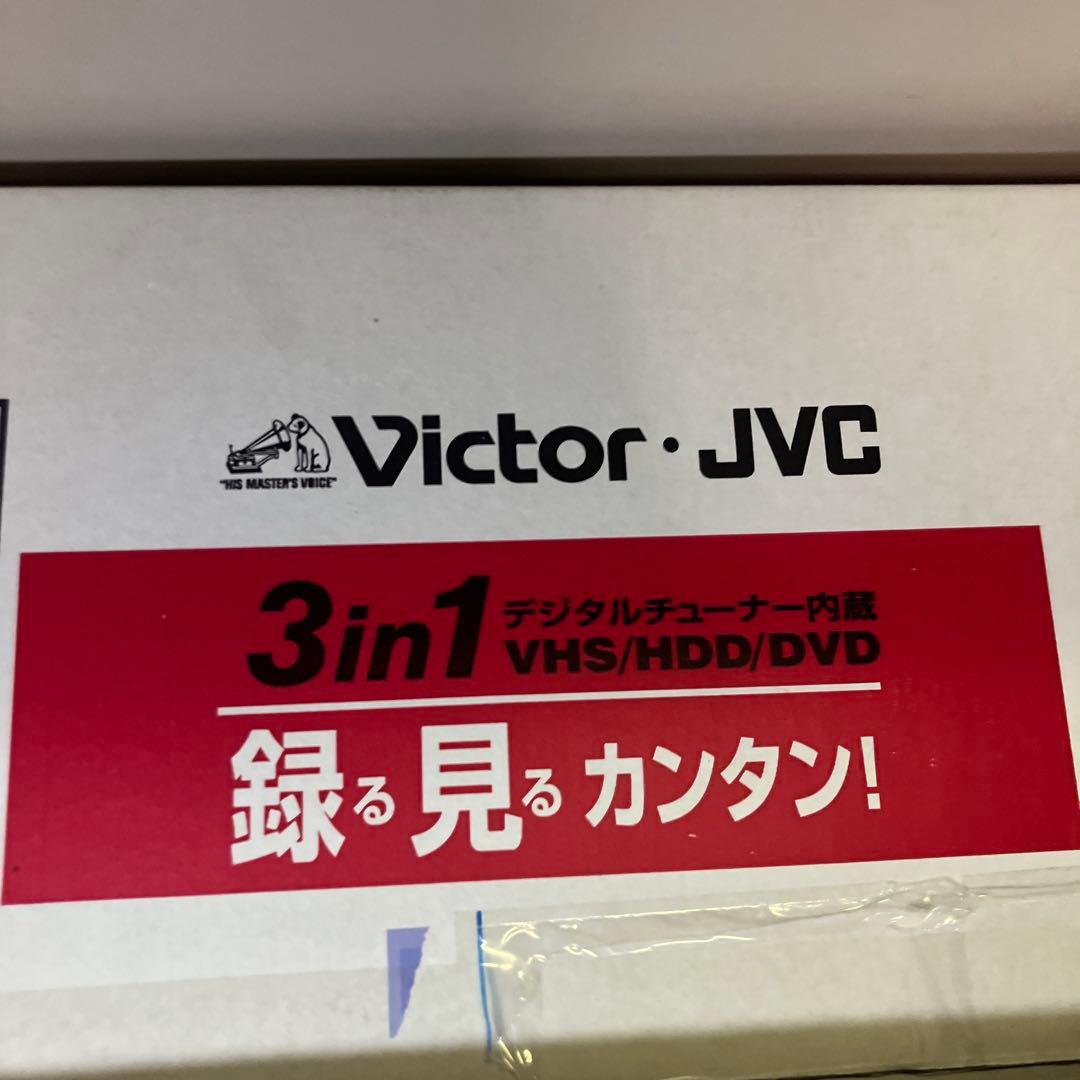 "HIS MASTER'S VOICE"
Victor・JVC
3in1
デジタルチューナー内蔵
VHS/HDD/DVD
録る見るカンタン!